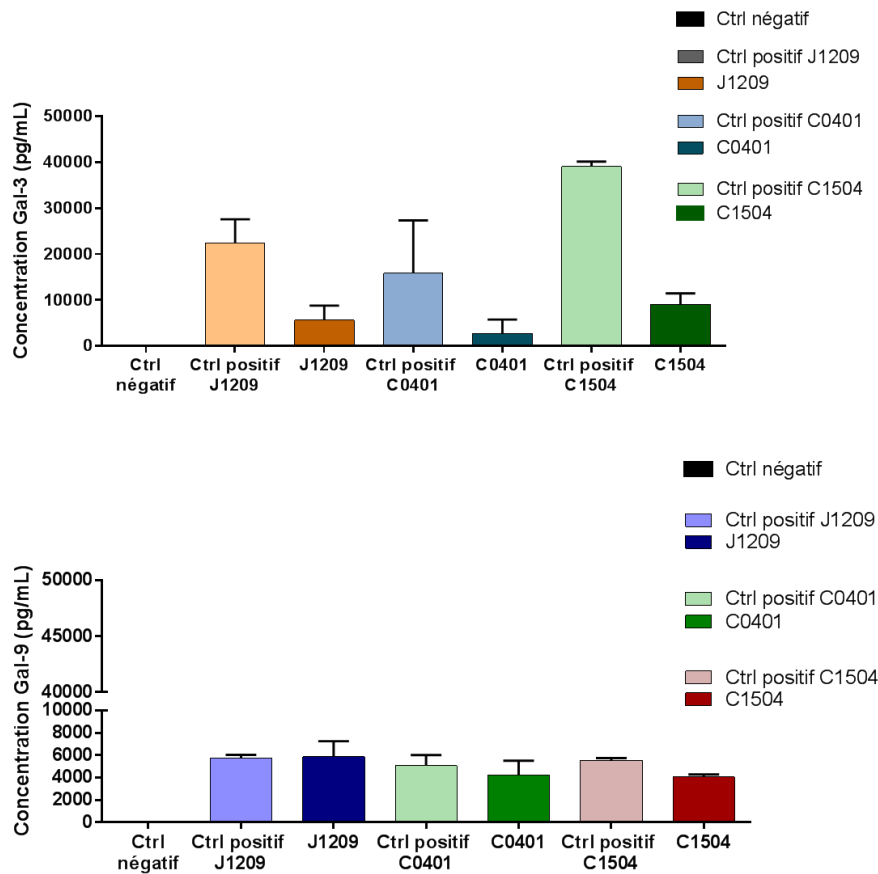 Ctrl négatif
Ctrl positif J1209
J1209
Ctrl positif C0401
C0401
Ctrl positif C1504
C1504
Concentration Gal-3 (pg/mL)
50000
40000
30000
20000
10000
0
Ctrl
négatif
Ctrl positif
J1209
J1209
Ctrl positif
C0401
C0401
Ctrl positif
C1504
C1504
Ctrl négatif
Ctrl positif J1209
J1209
Ctrl positif C0401
C0401
Ctrl positif C1504
C1504
Concentration Gal-9 (pg/mL)
50000
45000
40000
10000
8000
6000
4000
2000
0
Ctrl
négatif
Ctrl positif
J1209
J1209
Ctrl positif
C0401
C0401
Ctrl positif
C1504
C1504